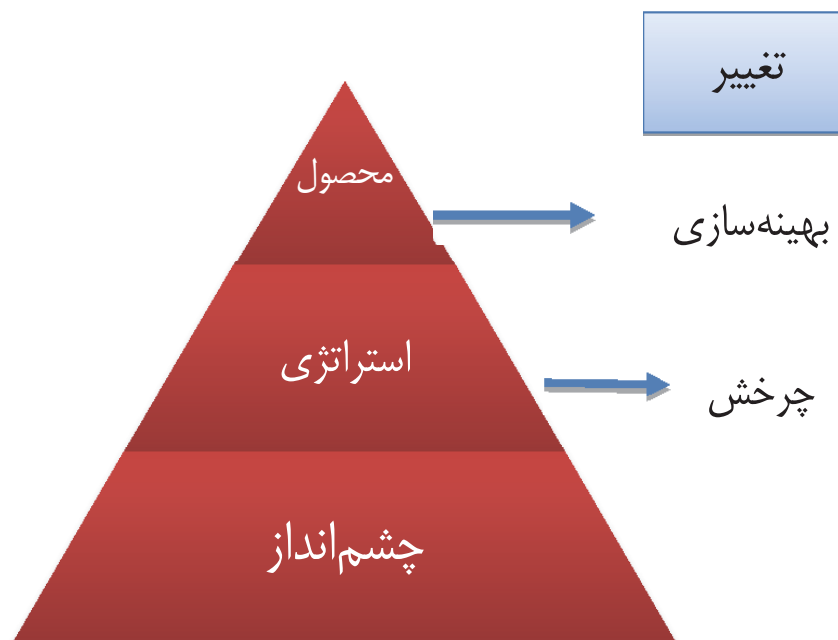 تغییر
محصول
بهینه‌سازی
استراتژی
چرخش
چشم‌انداز